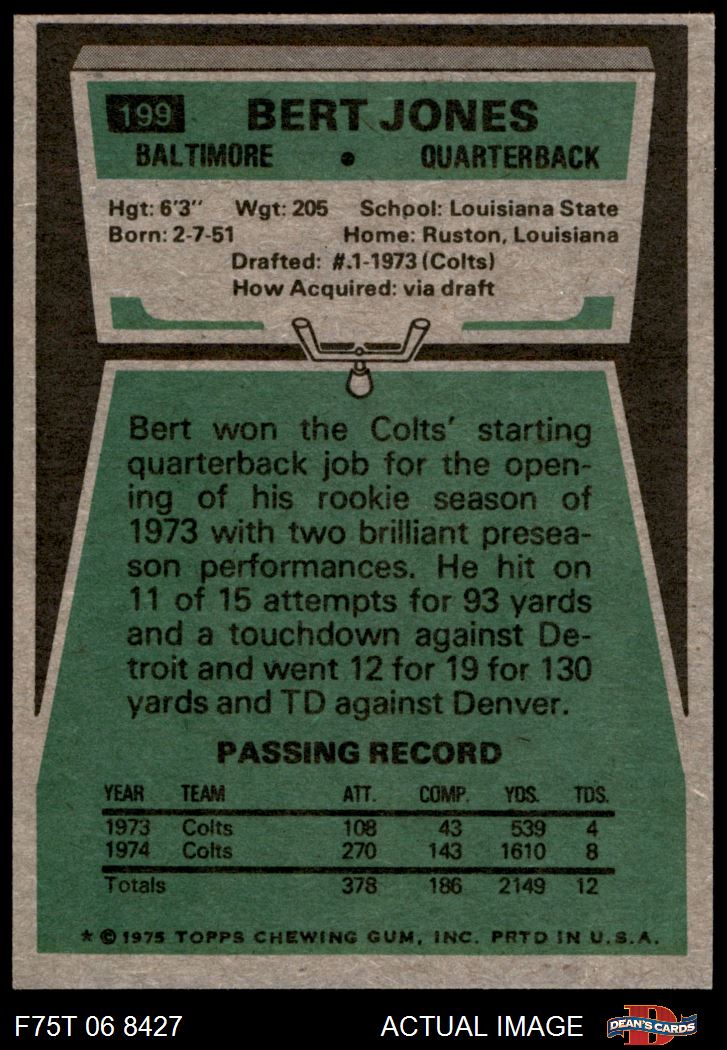 199 BERT JONES
BALTIMORE • QUARTERBACK
Hgt: 6'3" Wgt: 205 School: Louisiana State
Born: 2-7-51 Home: Ruston, Louisiana
Drafted: #.1-1973 (Colts)
How Acquired: via draft
Bert won the Colts' starting
quarterback job for the open-
ing of his rookie season of
1973 with two brilliant presea-
son performances. He hit on
11 of 15 attempts for 93 yards
and a touchdown against De-
troit and went 12 for 19 for 130
yards and TD against Denver.
PASSING RECORD
YEAR TEAM ATT. COMP. YDS. TDS.
1973 Colts 108 43 539 4
1974 Colts 270 143 1610 8
Totals 378 186 2149 12
* © 1975 TOPPS CHEWING GUM, INC. PRTD IN U.S.A.
F75T 06 8427 ACTUAL IMAGE D DEAN'S CARDS